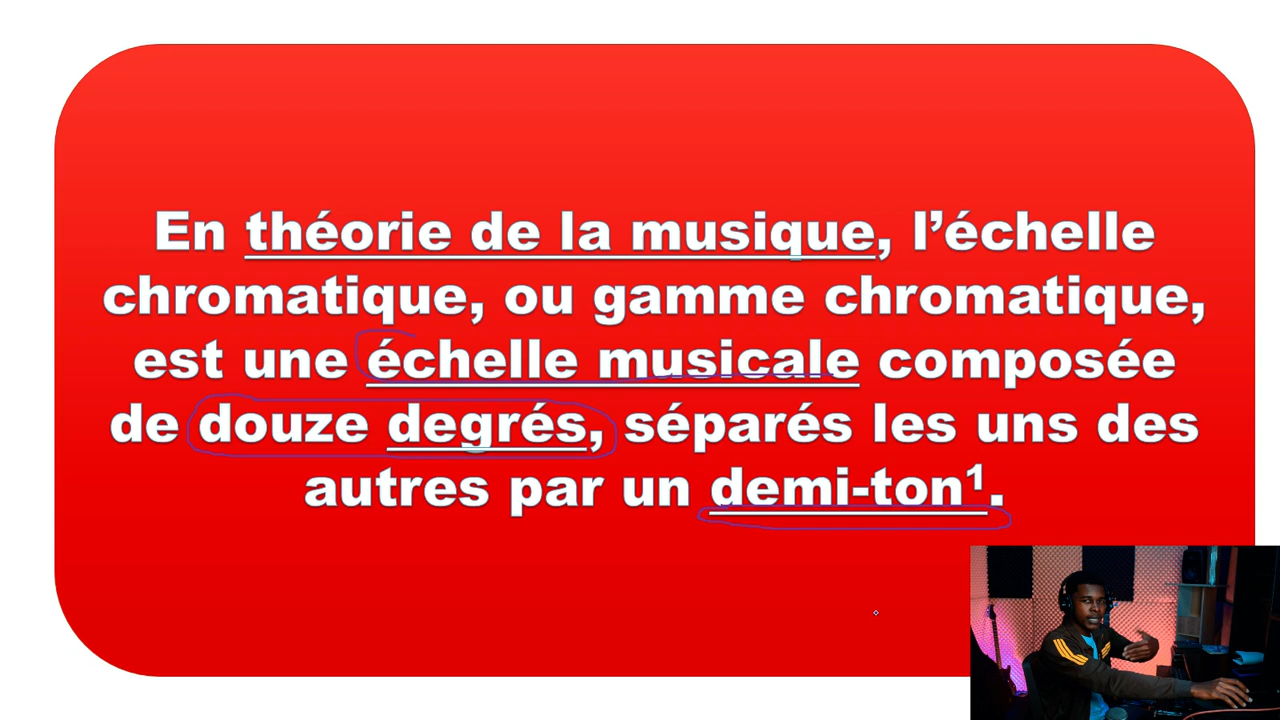 En théorie de la musique, l’échelle
chromatique, ou gamme chromatique,
est une échelle musicale composée
de douze degrés, séparés les uns des
autres par un demi-ton¹.